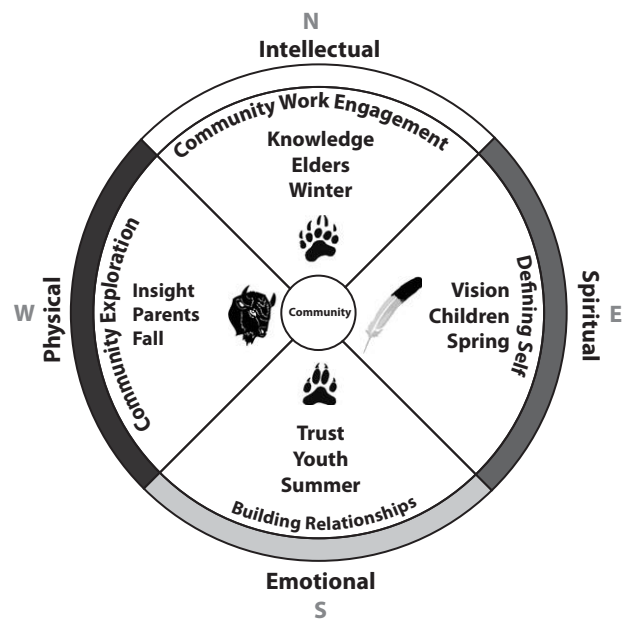 N
Intellectual
Community Work Engagement
Knowledge
Elders
Winter
W
Physical
Community Exploration
Insight
Parents
Fall
Community
Vision
Children
Spring
Defining Self
Spiritual
E
Trust
Youth
Summer
Building Relationships
Emotional
S